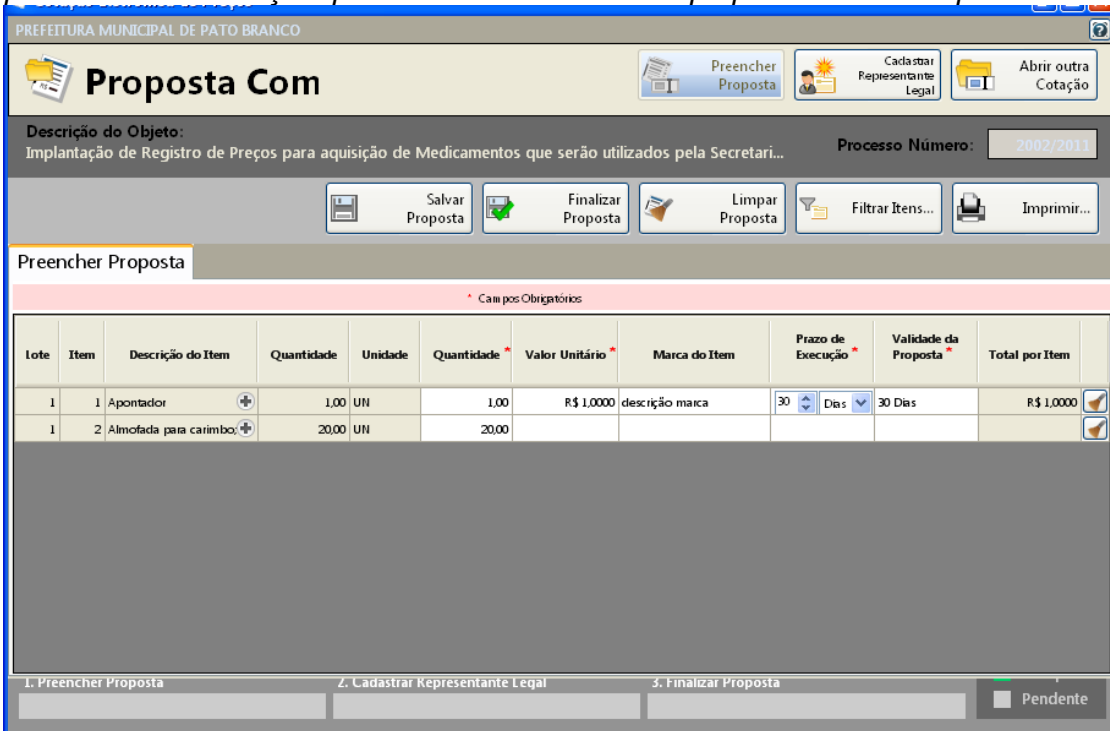 PREFEITURA MUNICIPAL DE PATO BRANCO
Proposta Com
Preencher
Proposta
Cadastrar
Representante
Legal
Abrir outra
Cotação
Descrição do Objeto:
Implantação de Registro de Preços para aquisição de Medicamentos que serão utilizados pela Secretari...
Processo Número:
2002/2011
Salvar
Proposta
Finalizar
Proposta
Limpar
Proposta
Filtrar Itens...
Imprimir...
Preencher Proposta
* Campos Obrigatórios
Lote Item Descrição do Item Quantidade Unidade Quantidade * Valor Unitário * Marca do Item Prazo de Execução * Validade da Proposta * Total por Item
1 1 Apontador 1,00 UN 1,00 R$ 1,0000 descrição marca 30 Dias 30 Dias R$ 1,0000
1 2 Almofada para carimbo; 20,00 UN 20,00
1. Preencher Proposta
2. Cadastrar Representante Legal
3. Finalizar Proposta
Pendente